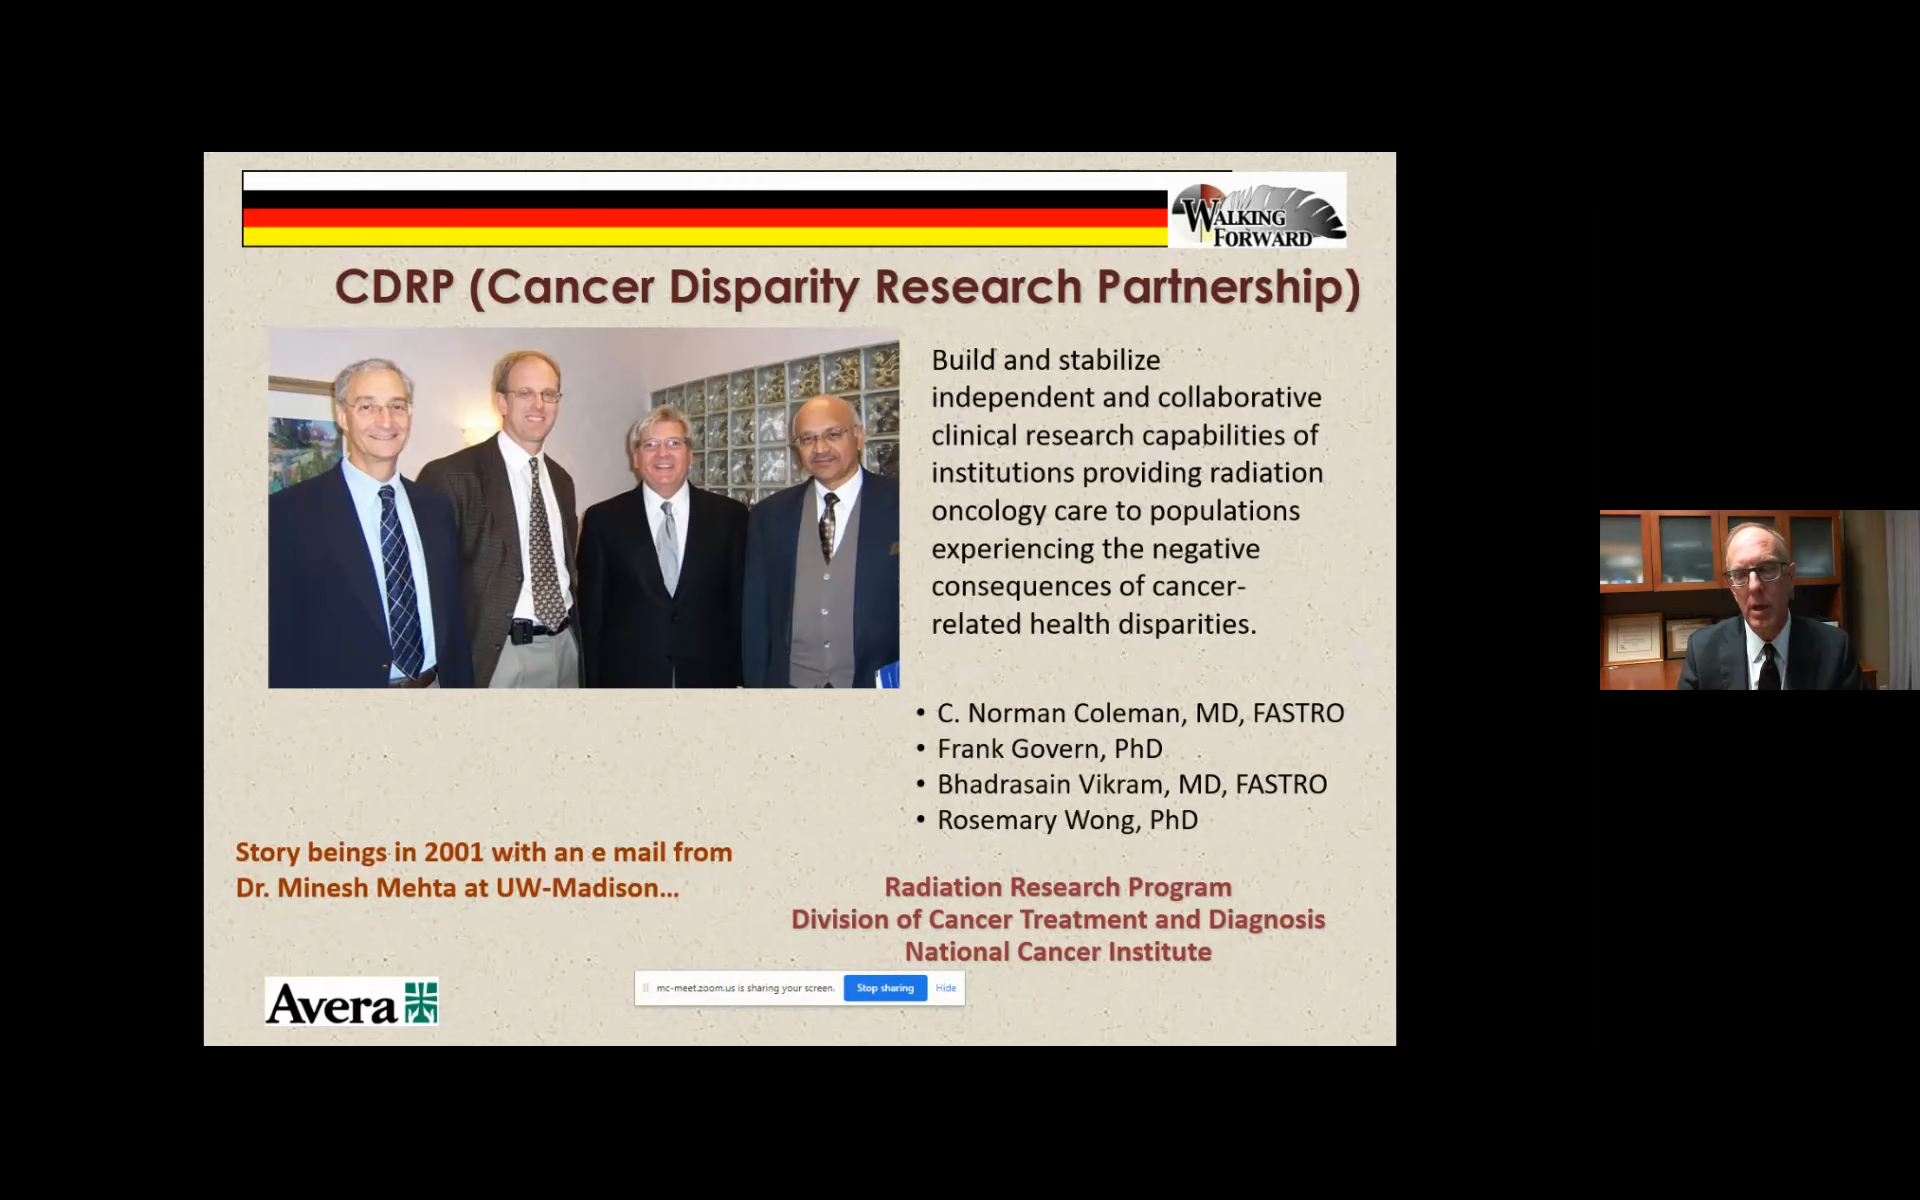 WALKING
FORWARD
CDRP (Cancer Disparity Research Partnership)
Build and stabilize
independent and collaborative
clinical research capabilities of
institutions providing radiation
oncology care to populations
experiencing the negative
consequences of cancer-
related health disparities.
• C. Norman Coleman, MD, FASTRO
• Frank Govern, PhD
• Bhadrasain Vikram, MD, FASTRO
• Rosemary Wong, PhD
Story beings in 2001 with an e mail from
Dr. Minesh Mehta at UW-Madison...
Radiation Research Program
Division of Cancer Treatment and Diagnosis
National Cancer Institute
mc-meet.zoom.us is sharing your screen. Stop sharing Hide
Avera